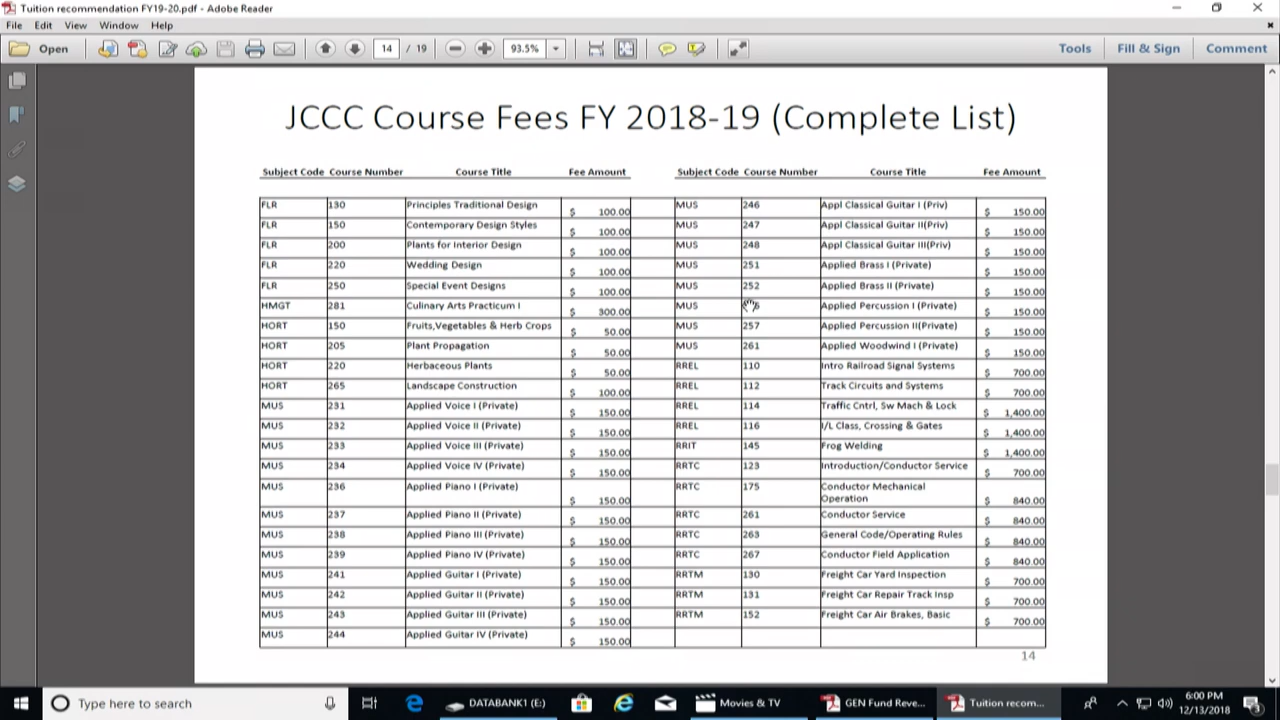 Tuition recommendation FY19-20.pdf - Adobe Reader
File Edit View Window Help
Open 14 / 19 93.5% Tools Fill & Sign Comment
JCCC Course Fees FY 2018-19 (Complete List)
Subject Code Course Number Course Title Fee Amount Subject Code Course Number Course Title Fee Amount
FLR 130 Principles Traditional Design $ 100.00 MUS 246 Appl Classical Guitar I (Priv) $ 150.00
FLR 150 Contemporary Design Styles $ 100.00 MUS 247 Appl Classical Guitar II(Priv) $ 150.00
FLR 200 Plants for Interior Design $ 100.00 MUS 248 Appl Classical Guitar III(Priv) $ 150.00
FLR 220 Wedding Design $ 100.00 MUS 251 Applied Brass I (Private) $ 150.00
FLR 250 Special Event Designs $ 100.00 MUS 252 Applied Brass II (Private) $ 150.00
HMGT 281 Culinary Arts Practicum I $ 300.00 MUS Applied Percussion I (Private) $ 150.00
HORT 150 Fruits,Vegetables & Herb Crops $ 50.00 MUS 257 Applied Percussion II(Private) $ 150.00
HORT 205 Plant Propagation $ 50.00 MUS 261 Applied Woodwind I (Private) $ 150.00
HORT 220 Herbaceous Plants $ 50.00 RREL 110 Intro Railroad Signal Systems $ 700.00
HORT 265 Landscape Construction $ 100.00 RREL 112 Track Circuits and Systems $ 700.00
MUS 231 Applied Voice I (Private) $ 150.00 RREL 114 Traffic Cntrl, Sw Mach & Lock $ 1,400.00
MUS 232 Applied Voice II (Private) $ 150.00 RREL 116 I/L Class, Crossing & Gates $ 1,400.00
MUS 233 Applied Voice III (Private) $ 150.00 RRIT 145 Frog Welding $ 1,400.00
MUS 234 Applied Voice IV (Private) $ 150.00 RRTC 123 Introduction/Conductor Service $ 700.00
MUS 236 Applied Piano I (Private) $ 150.00 RRTC 175 Conductor Mechanical Operation $ 840.00
MUS 237 Applied Piano II (Private) $ 150.00 RRTC 261 Conductor Service $ 840.00
MUS 238 Applied Piano III (Private) $ 150.00 RRTC 263 General Code/Operating Rules $ 840.00
MUS 239 Applied Piano IV (Private) $ 150.00 RRTC 267 Conductor Field Application $ 840.00
MUS 241 Applied Guitar I (Private) $ 150.00 RRTM 130 Freight Car Yard Inspection $ 700.00
MUS 242 Applied Guitar II (Private) $ 150.00 RRTM 131 Freight Car Repair Track Insp $ 700.00
MUS 243 Applied Guitar III (Private) $ 150.00 RRTM 152 Freight Car Air Brakes, Basic $ 700.00
MUS 244 Applied Guitar IV (Private) $ 150.00
14
Type here to search DATABANK1 (E:) Movies & TV GEN Fund Reve... Tuition recom... 6:00 PM
12/13/2018 3